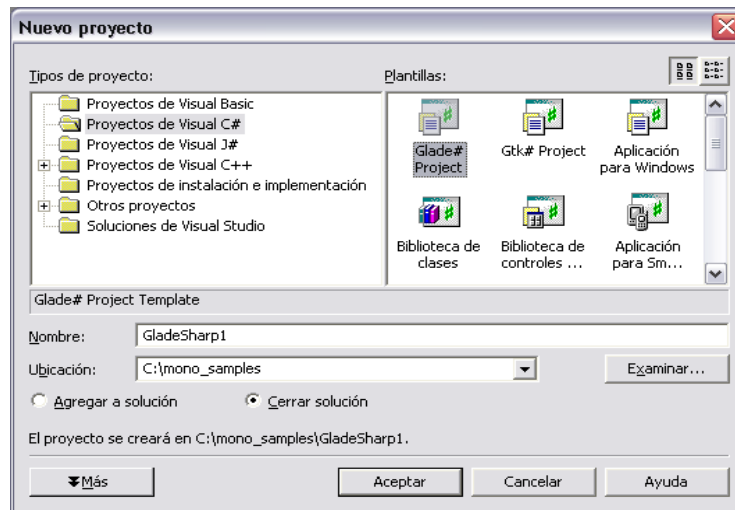 Nuevo proyecto
Tipos de proyecto:
Plantillas:
Proyectos de Visual Basic
Proyectos de Visual C#
Proyectos de Visual J#
Proyectos de Visual C++
Proyectos de instalación e implementación
Otros proyectos
Soluciones de Visual Studio
Glade#
Project
Gtk# Project
Aplicación
para Windows
Biblioteca de
clases
Biblioteca de
controles ...
Aplicación
para Sm...
Glade# Project Template
Nombre:
GladeSharp1
Ubicación:
C:\mono_samples
Examinar...
Agregar a solución
Cerrar solución
El proyecto se creará en C:\mono_samples\GladeSharp1.
Más
Aceptar
Cancelar
Ayuda